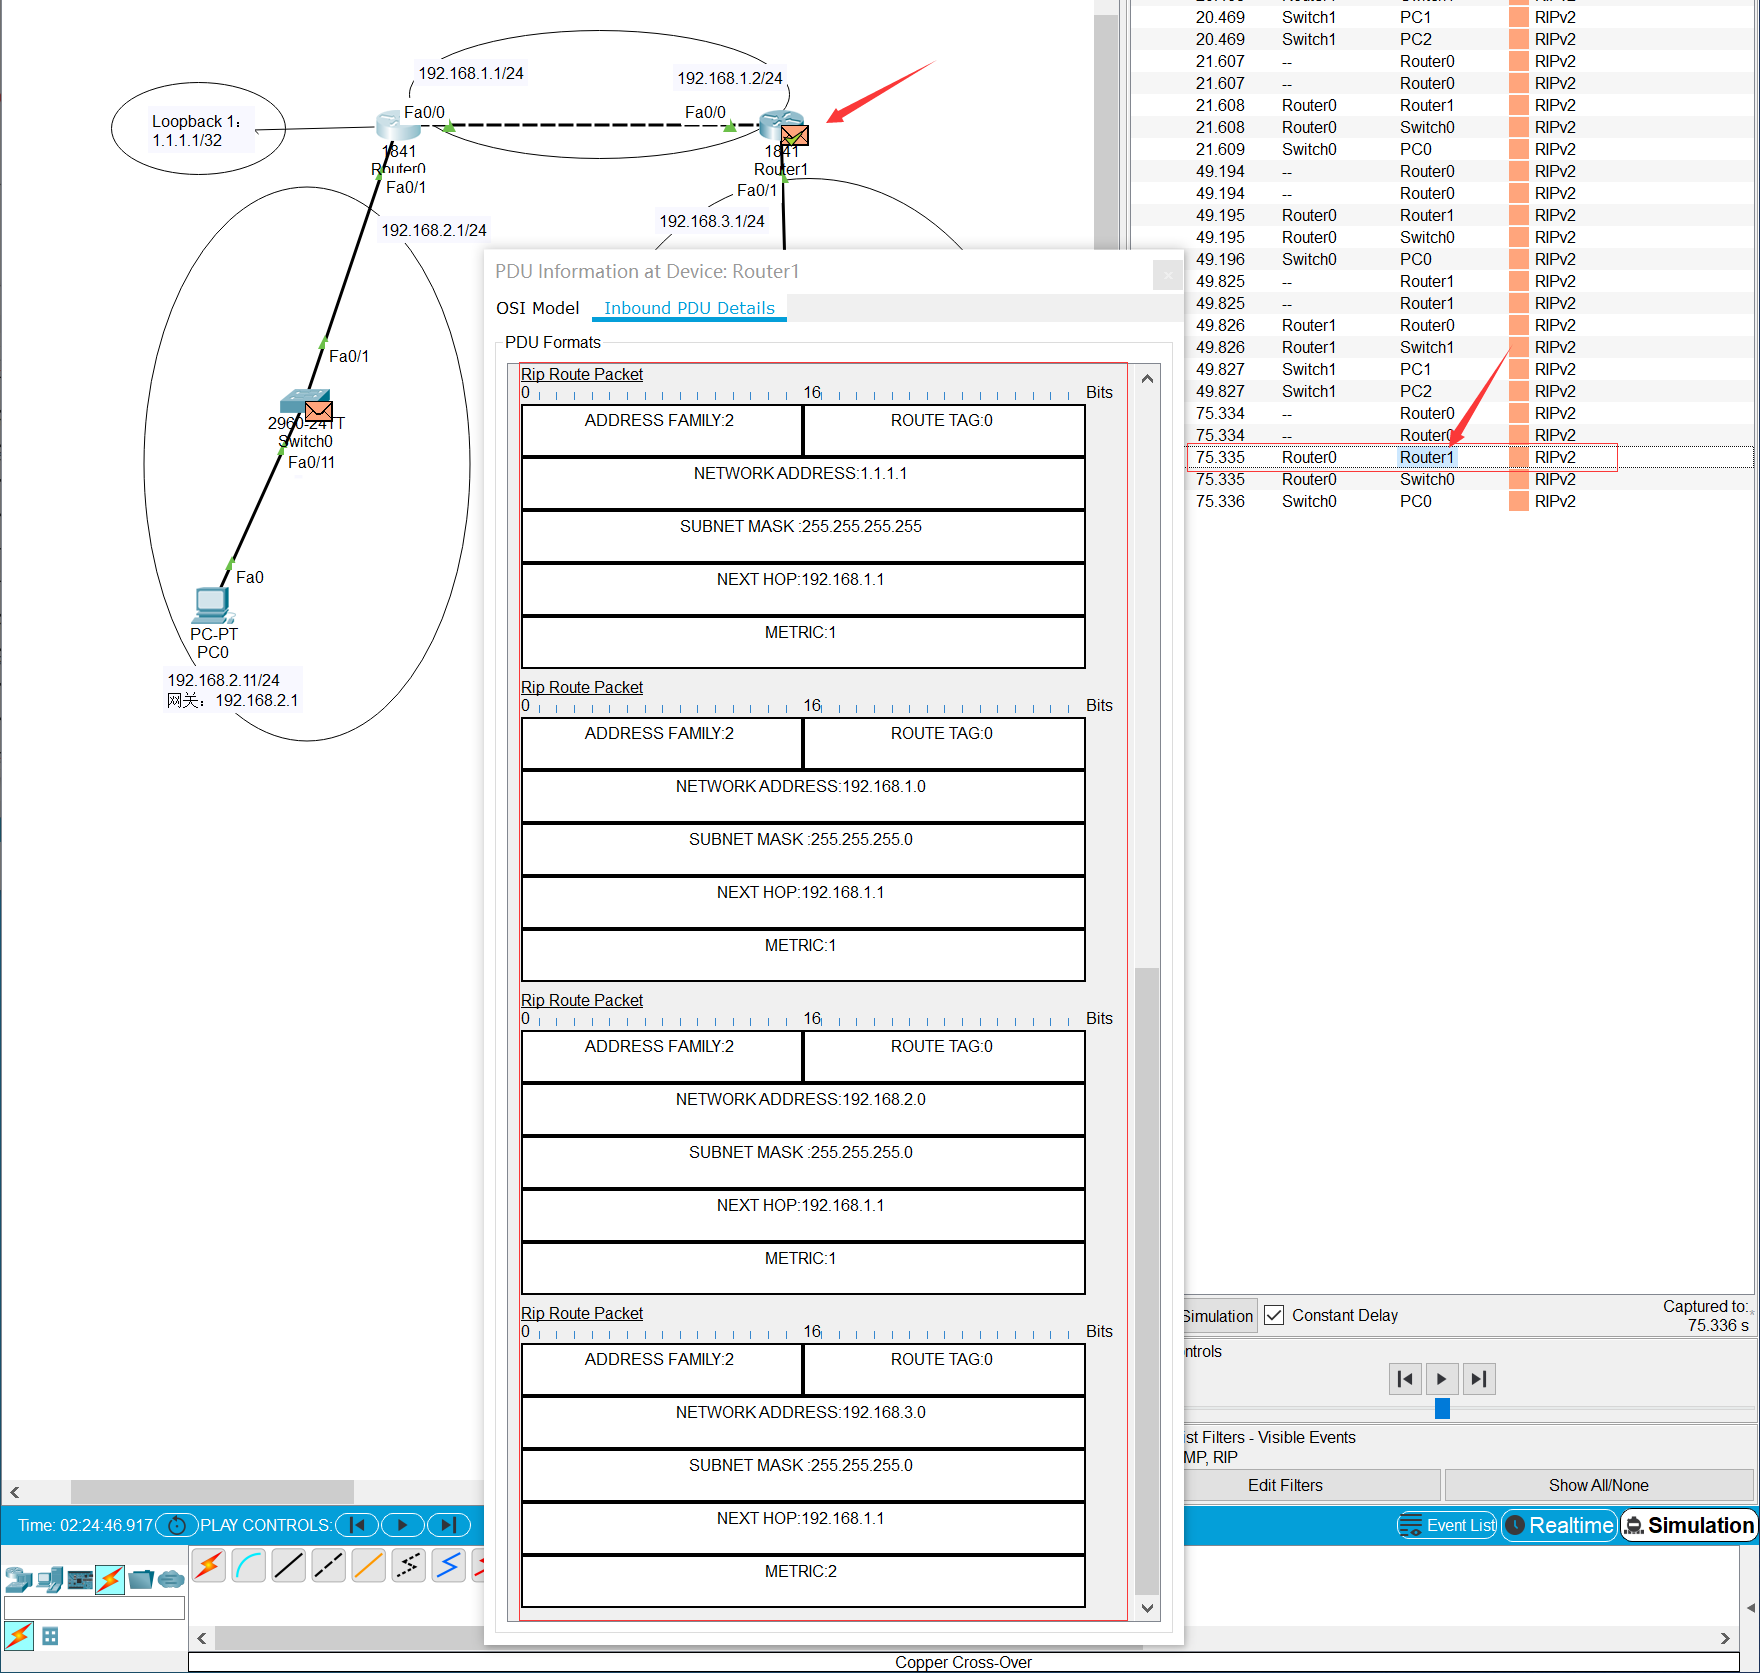 192.168.1.1/24
192.168.1.2/24
Loopback 1：
1.1.1.1/32
Fa0/0
Fa0/0
1841
Router0
1841
Router1
Fa0/1
Fa0/1
192.168.2.1/24
192.168.3.1/24
Fa0/1
2960-24TT
Switch0
Fa0/11
Fa0
PC-PT
PC0
192.168.2.11/24
网关：192.168.2.1
PDU Information at Device: Router1
OSI Model Inbound PDU Details
PDU Formats
Rip Route Packet
0 16 Bits
ADDRESS FAMILY:2 ROUTE TAG:0
NETWORK ADDRESS:1.1.1.1
SUBNET MASK :255.255.255.255
NEXT HOP:192.168.1.1
METRIC:1
Rip Route Packet
0 16 Bits
ADDRESS FAMILY:2 ROUTE TAG:0
NETWORK ADDRESS:192.168.1.0
SUBNET MASK :255.255.255.0
NEXT HOP:192.168.1.1
METRIC:1
Rip Route Packet
0 16 Bits
ADDRESS FAMILY:2 ROUTE TAG:0
NETWORK ADDRESS:192.168.2.0
SUBNET MASK :255.255.255.0
NEXT HOP:192.168.1.1
METRIC:1
Rip Route Packet
0 16 Bits
ADDRESS FAMILY:2 ROUTE TAG:0
NETWORK ADDRESS:192.168.3.0
SUBNET MASK :255.255.255.0
NEXT HOP:192.168.1.1
METRIC:2
20.469 Switch1 PC1 RIPv2
20.469 Switch1 PC2 RIPv2
21.607 -- Router0 RIPv2
21.607 -- Router0 RIPv2
21.608 Router0 Router1 RIPv2
21.608 Router0 Switch0 RIPv2
21.609 Switch0 PC0 RIPv2
49.194 -- Router0 RIPv2
49.194 -- Router0 RIPv2
49.195 Router0 Router1 RIPv2
49.195 Router0 Switch0 RIPv2
49.196 Switch0 PC0 RIPv2
49.825 -- Router1 RIPv2
49.825 -- Router1 RIPv2
49.826 Router1 Router0 RIPv2
49.826 Router1 Switch1 RIPv2
49.827 Switch1 PC1 RIPv2
49.827 Switch1 PC2 RIPv2
75.334 -- Router0 RIPv2
75.334 -- Router0 RIPv2
75.335 Router0 Router1 RIPv2
75.335 Router0 Switch0 RIPv2
75.336 Switch0 PC0 RIPv2
Simulation Constant Delay
Captured to:
75.336 s
ntrols
ist Filters - Visible Events
MP, RIP
Edit Filters Show All/None
Time: 02:24:46.917 PLAY CONTROLS:
Event List Realtime Simulation
Copper Cross-Over